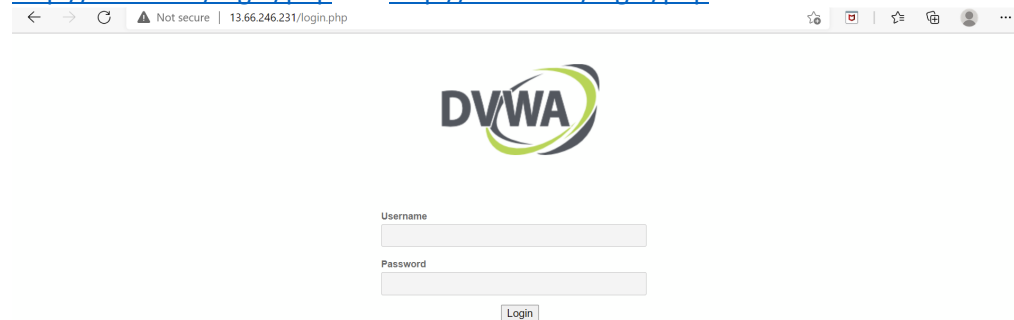 Not secure | 13.66.246.231/login.php
DVWA
Username
Password
Login